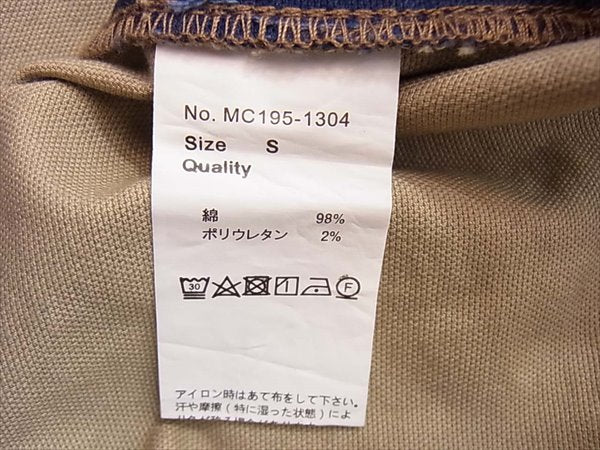 No. MC195-1304
Size S
Quality
綿 98%
ポリウレタン 2%
30 F
アイロン時はあて布をして下さい。
汗や摩擦(特に湿った状態)によ